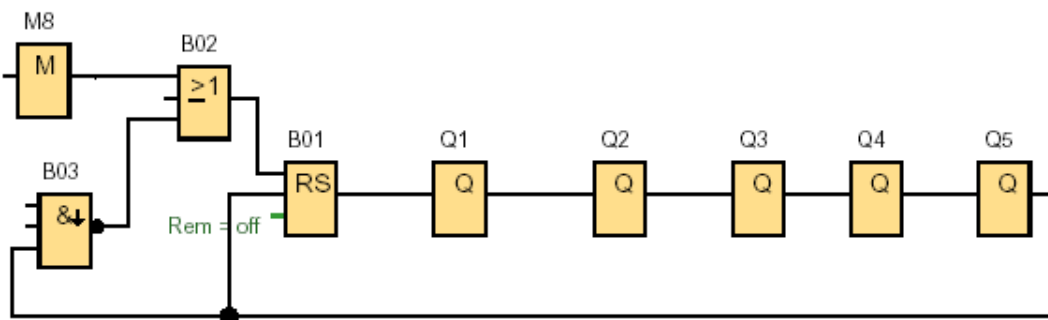 M8
M
B02
≥1
B03
&↓
B01
RS
Rem = off
Q1
Q
Q2
Q
Q3
Q
Q4
Q
Q5
Q